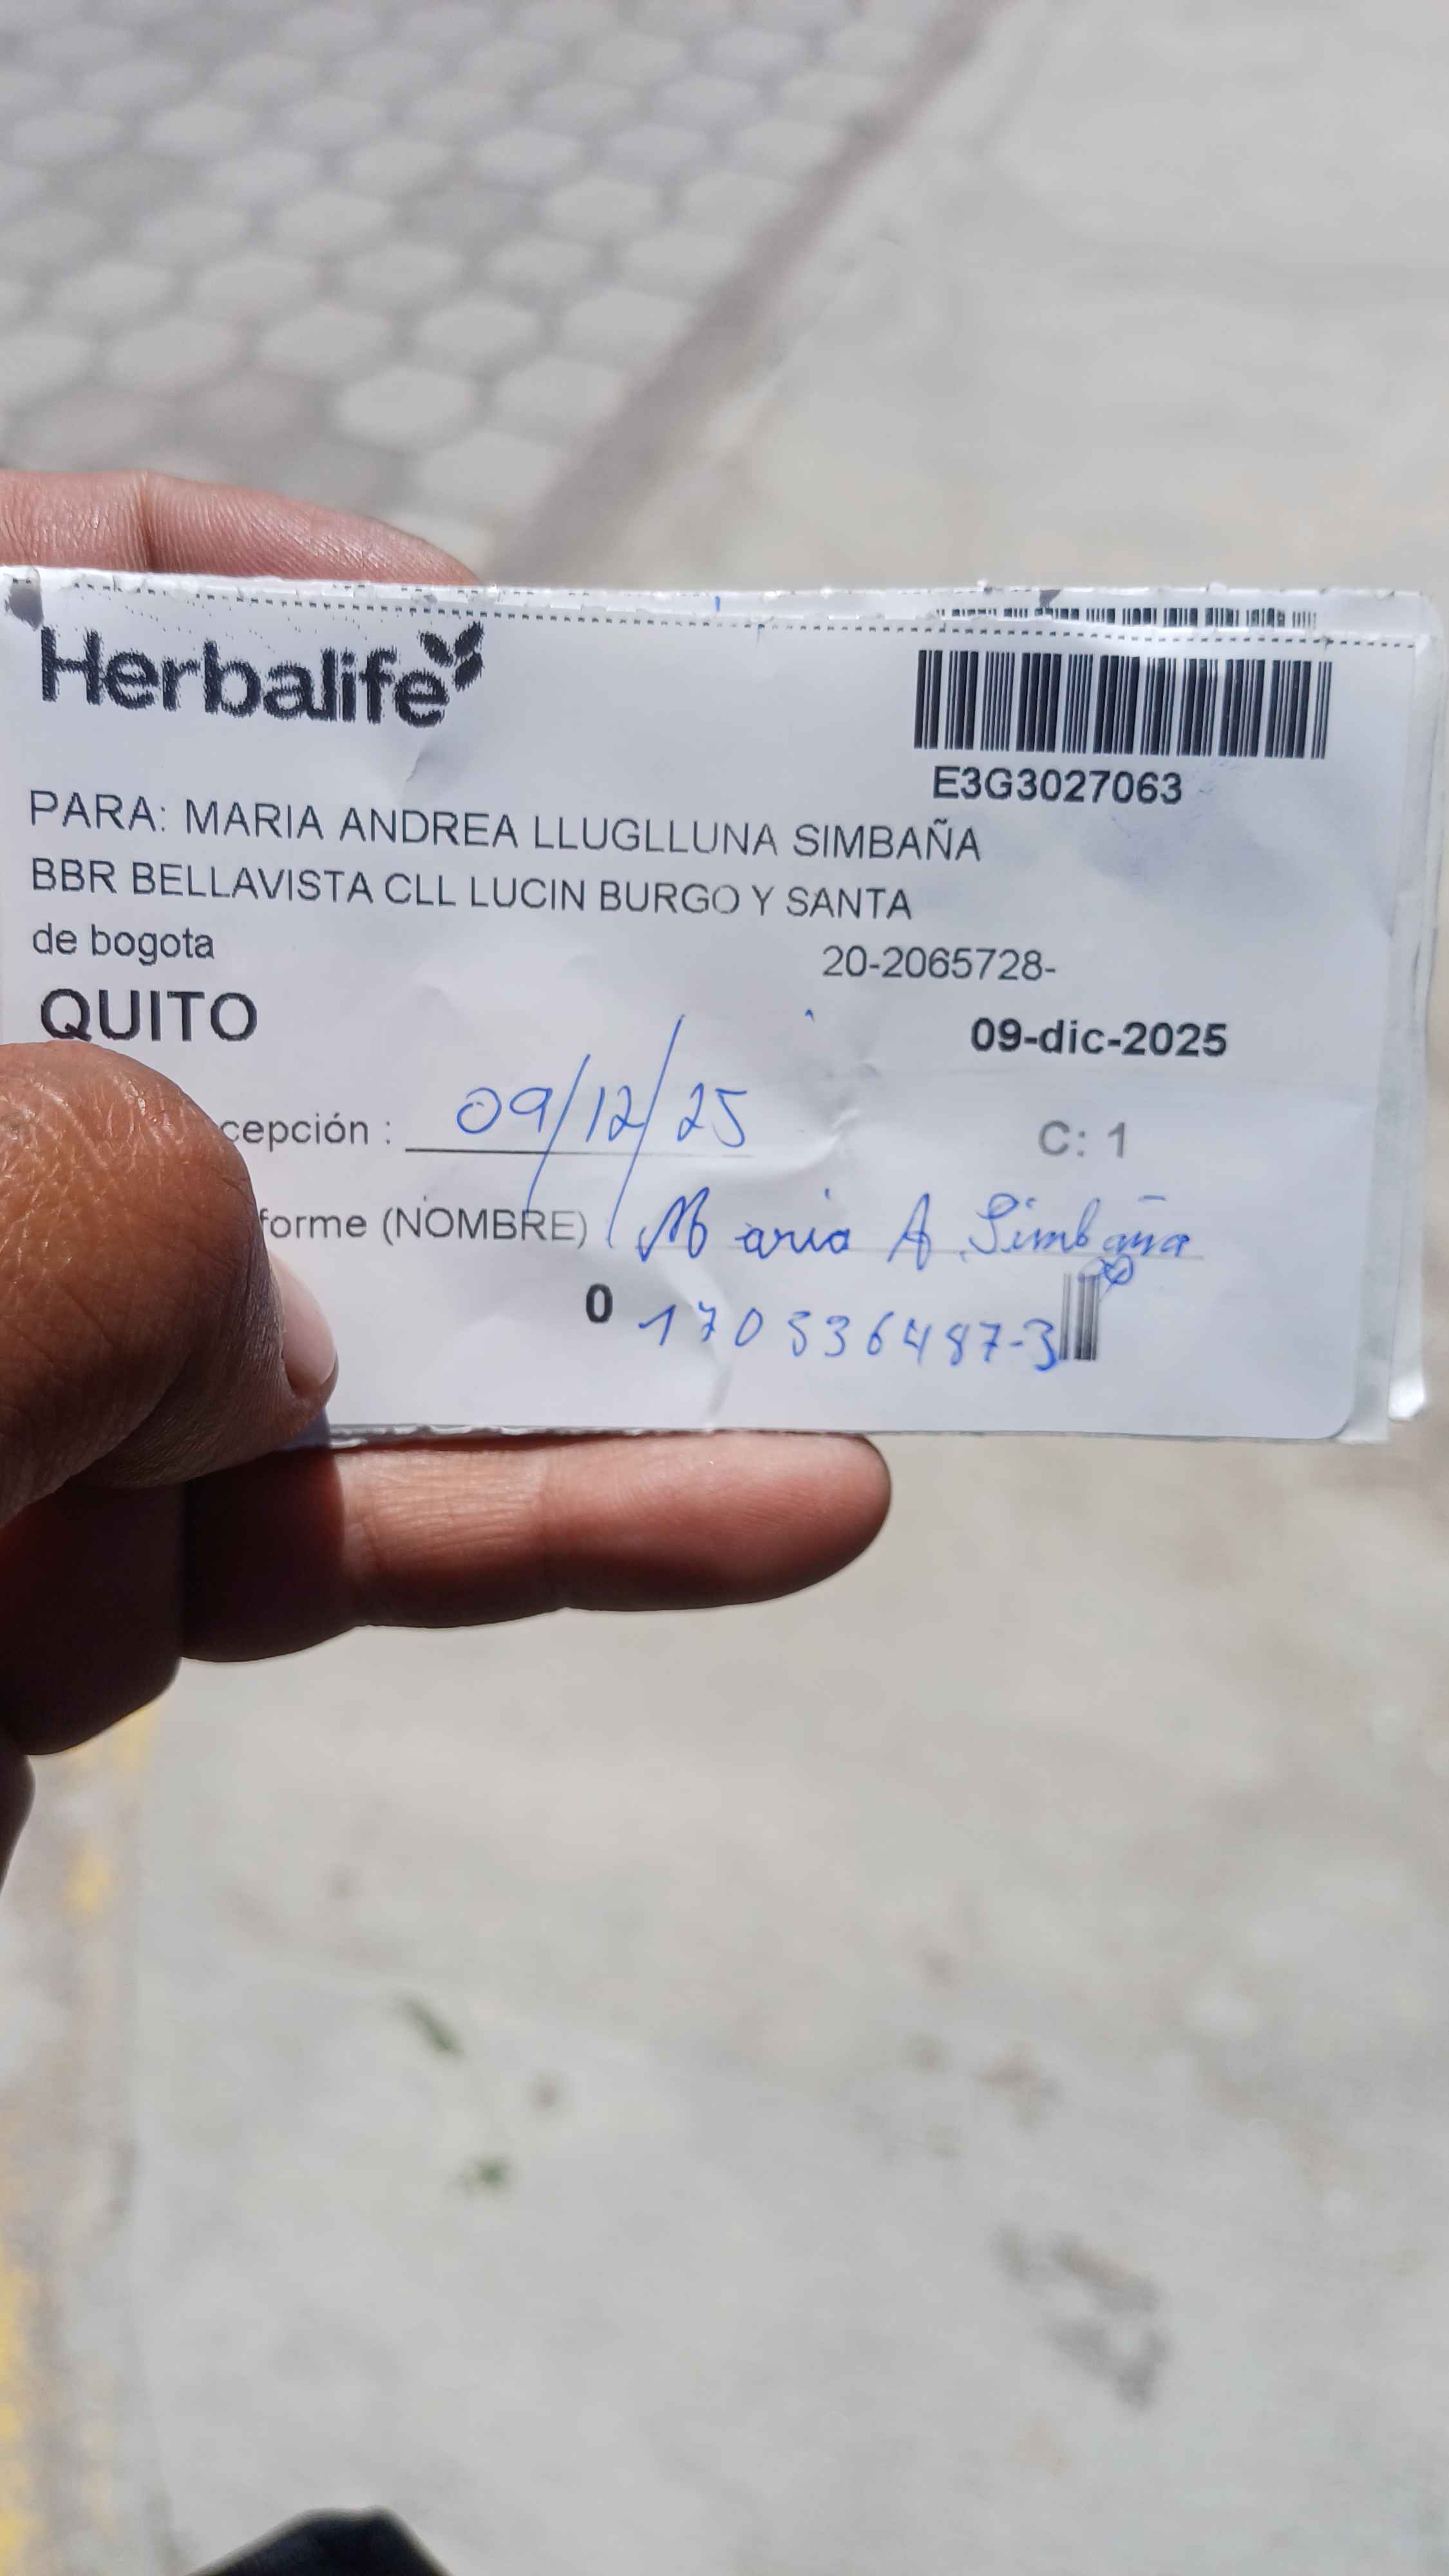 Herbalife
E3G3027063
PARA: MARIA ANDREA LLUGLLUNA SIMBAÑA
BBR BELLAVISTA CLL LUCIN BURGO Y SANTA
de bogota
20-2065728-
QUITO
09-dic-2025
cepción : 09/12/25
C: 1
forme (NOMBRE) Maria A Simbaña
0 170536487-3